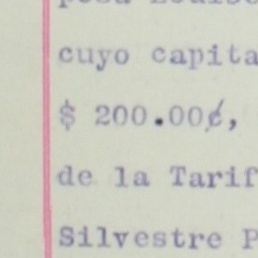 cuyo capita
$ 200.00¢,
de la Tarif
Silvestre P